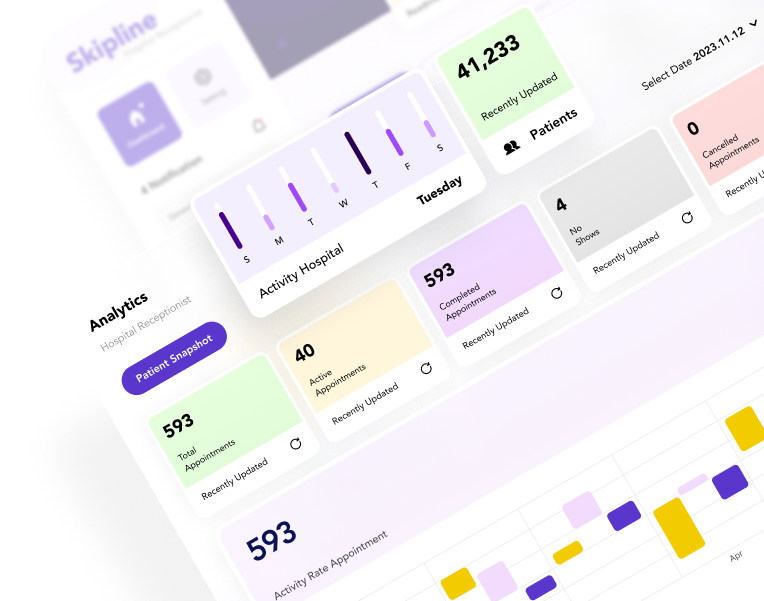 Skipline
Hospital Receptionist
Dashboard
Setting
4 Notification
S
M
T
W
T
F
S
Activity Hospital
Tuesday
41,233
Recently Updated
Patients
Select Date 2023.11.12
Analytics
Hospital Receptionist
Patient Snapshot
593
Total
Appointments
Recently Updated
40
Active
Appointments
Recently Updated
593
Completed
Appointments
Recently Updated
4
No
Shows
Recently Updated
0
Cancelled
Appointments
593
Activity Rate Appointment
Apr